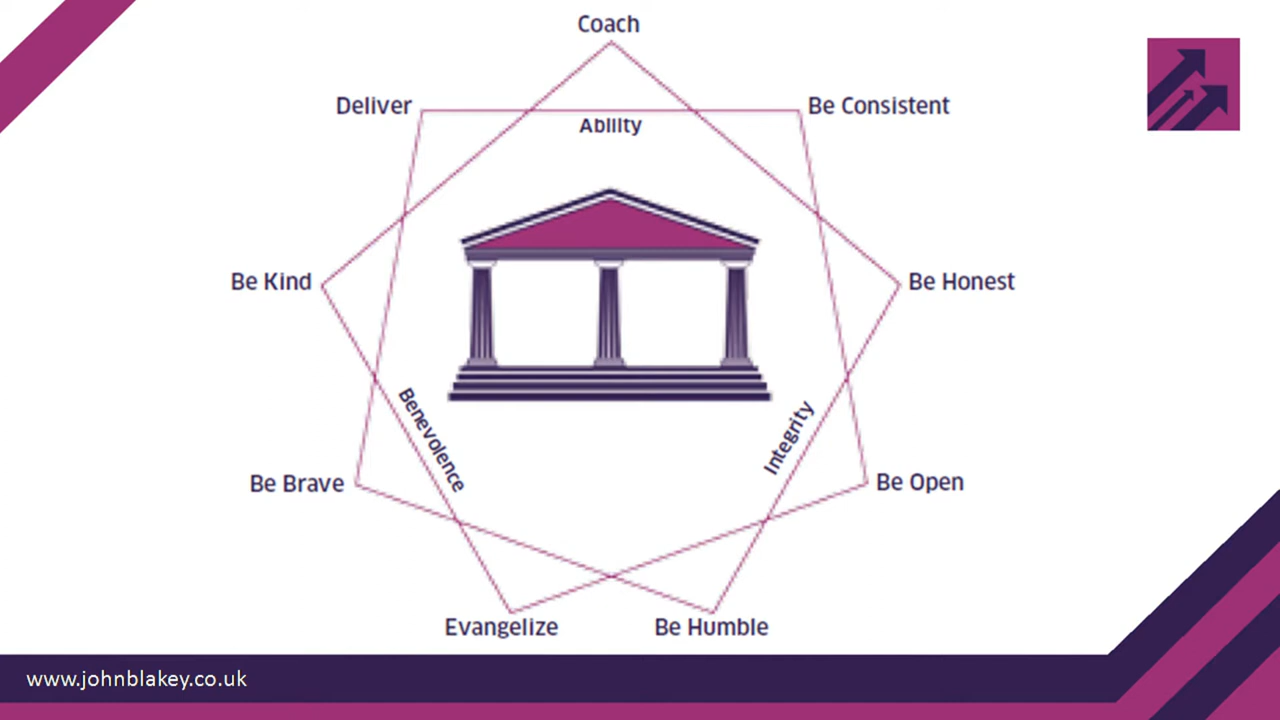 Coach
Deliver
Be Consistent
Ability
Be Kind
Be Honest
Benevolence
Integrity
Be Brave
Be Open
Evangelize
Be Humble
www.johnblakey.co.uk